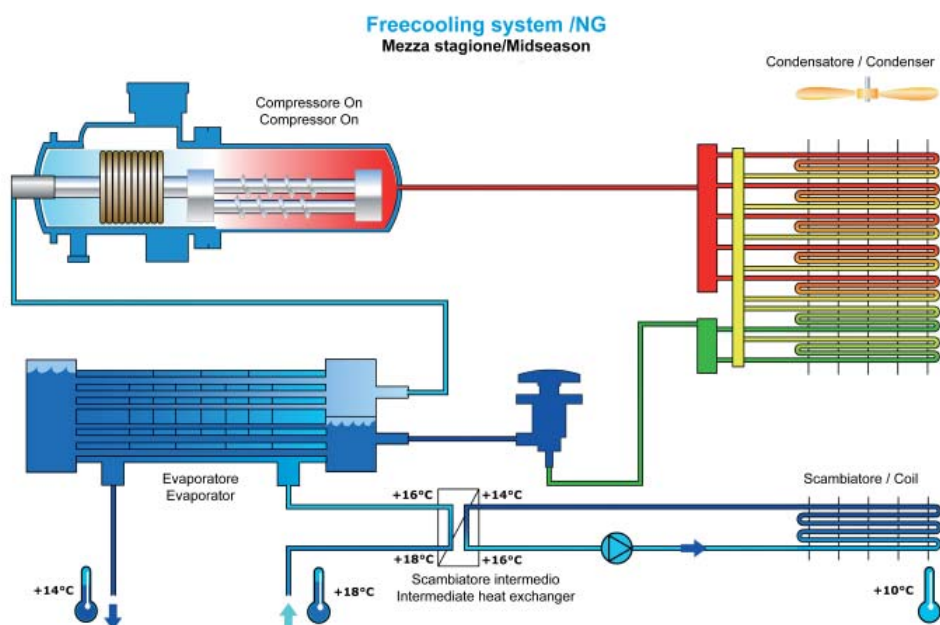 Freecooling system /NG
Mezza stagione/Midseason
Condensatore / Condenser
Compressore On
Compressor On
Evaporatore
Evaporator
+16°C
+14°C
Scambiatore / Coil
+18°C
+16°C
Scambiatore intermedio
Intermediate heat exchanger
+14°C
+18°C
+10°C